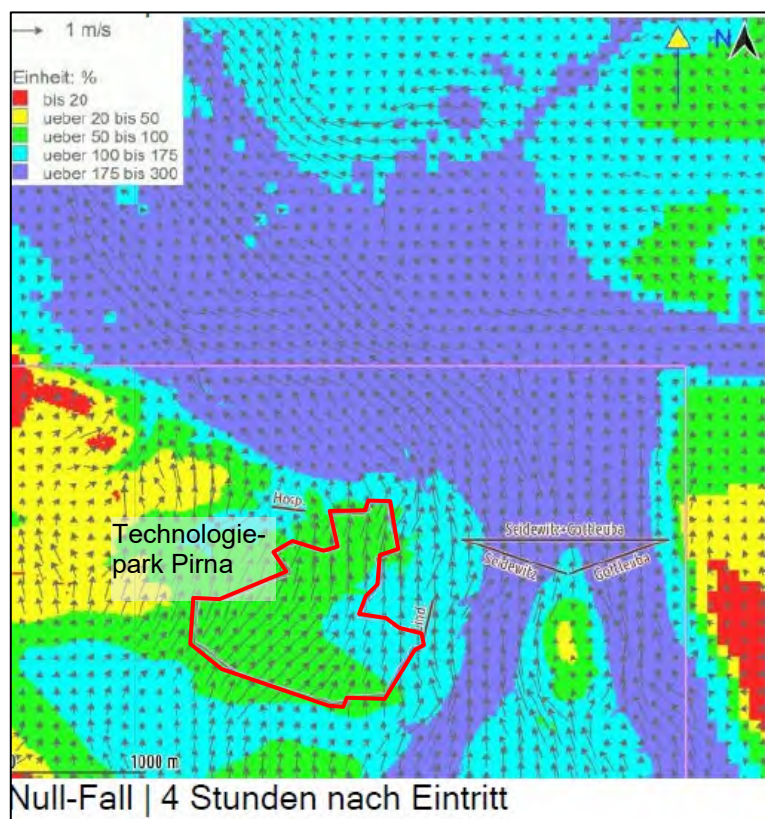 1 m/s
N
Einheit: %
bis 20
ueber 20 bis 50
ueber 50 bis 100
ueber 100 bis 175
ueber 175 bis 300
Hosp.
Technologie-
park Pirna
Seidewitz+Gottleuba
Seidewitz
Gottleuba
1000 m
Null-Fall | 4 Stunden nach Eintritt